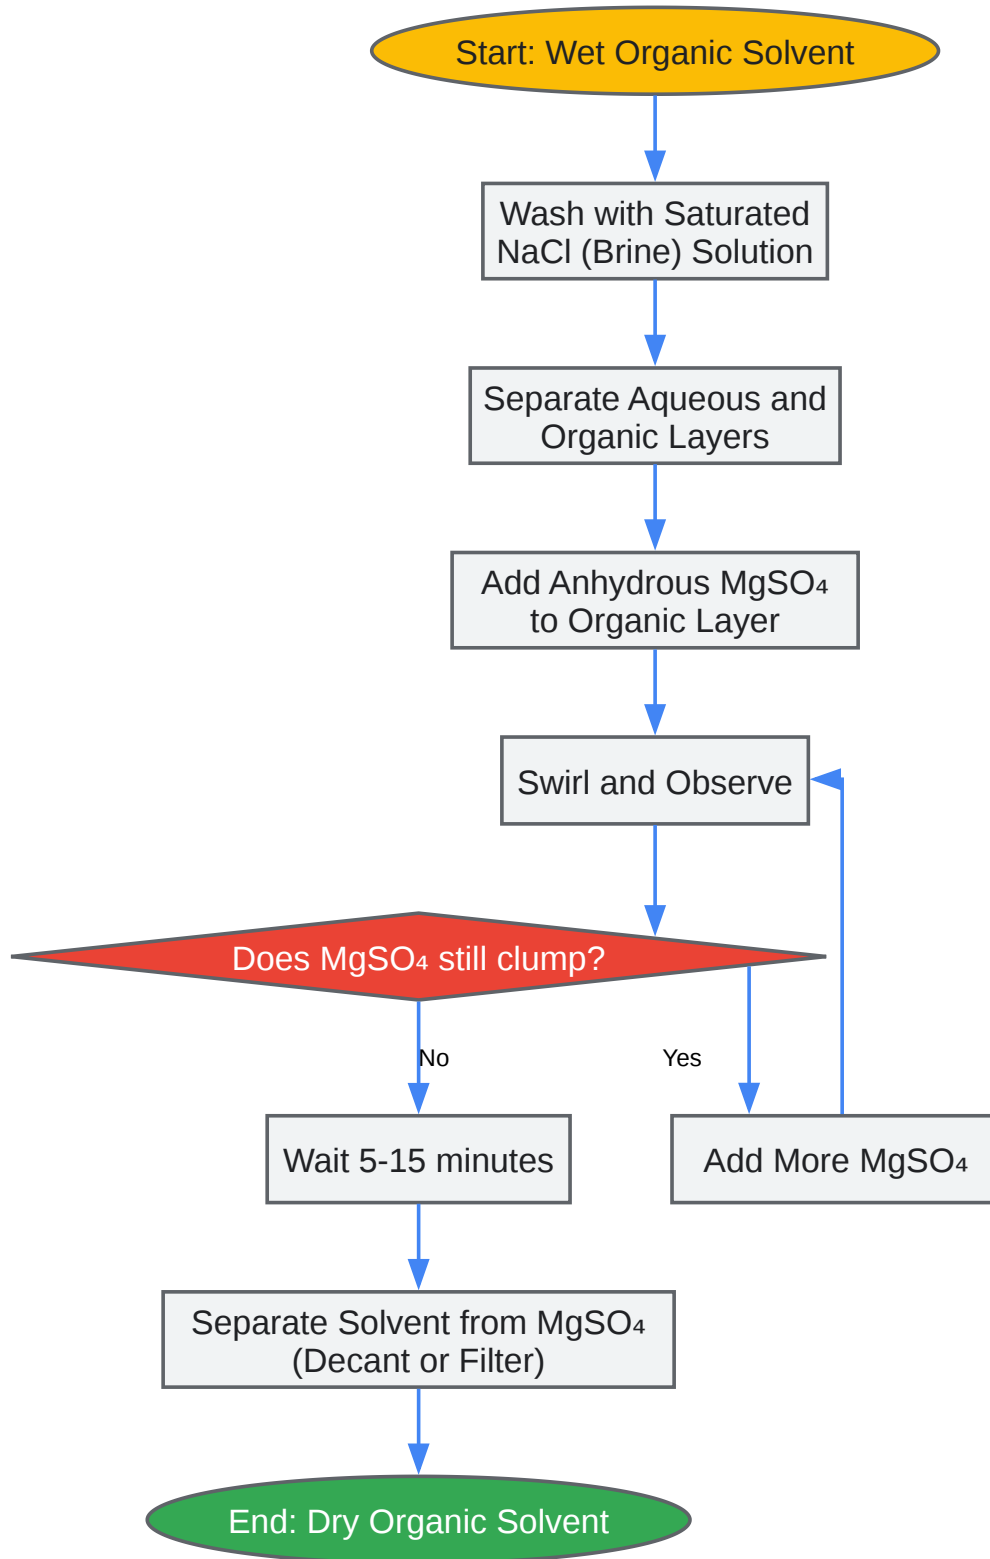 Start: Wet Organic Solvent
Wash with Saturated
NaCl (Brine) Solution
Separate Aqueous and
Organic Layers
Add Anhydrous MgSO₄
to Organic Layer
Swirl and Observe
Does MgSO₄ still clump?
No
Yes
Wait 5-15 minutes
Add More MgSO₄
Separate Solvent from MgSO₄
(Decant or Filter)
End: Dry Organic Solvent